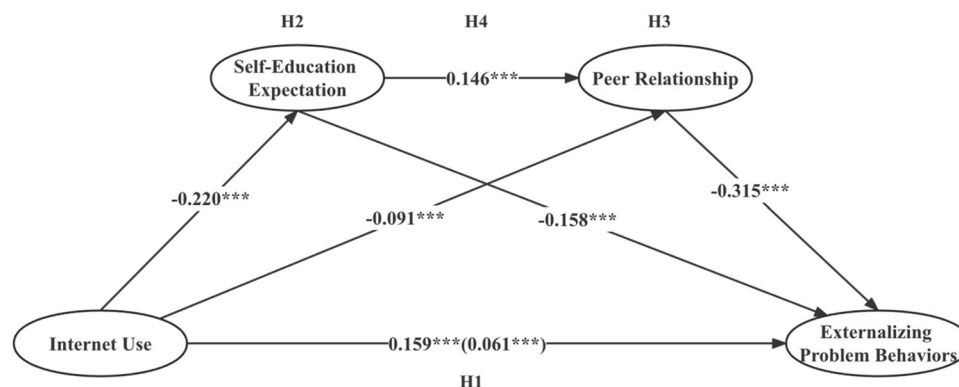 H2
H4
H3
Self-Education
Expectation
0.146***
Peer Relationship
-0.220***
-0.091***
-0.158***
-0.315***
Internet Use
0.159***(0.061***)
Externalizing
Problem Behaviors
H1